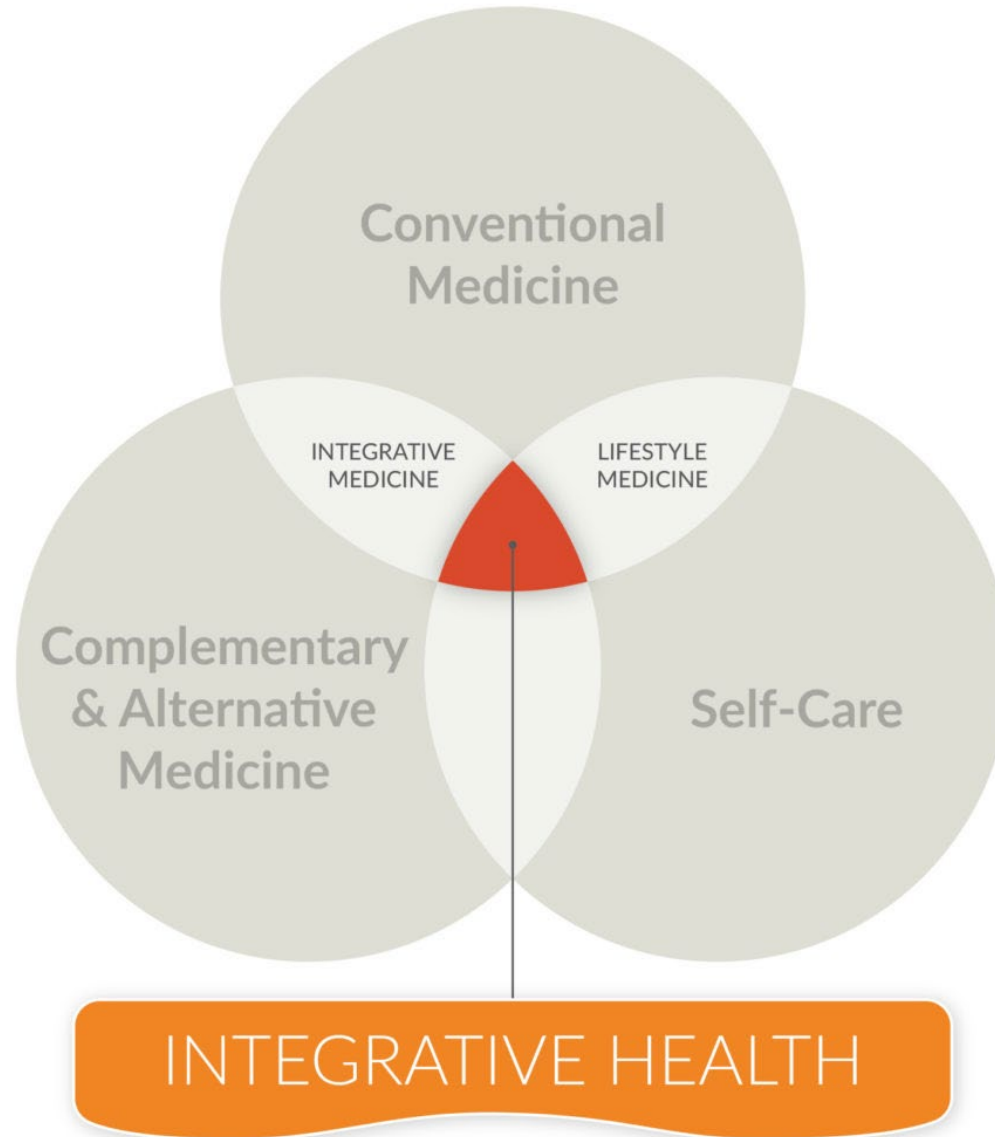 Conventional
Medicine
INTEGRATIVE
MEDICINE
LIFESTYLE
MEDICINE
Complementary
& Alternative
Medicine
Self-Care
INTEGRATIVE HEALTH